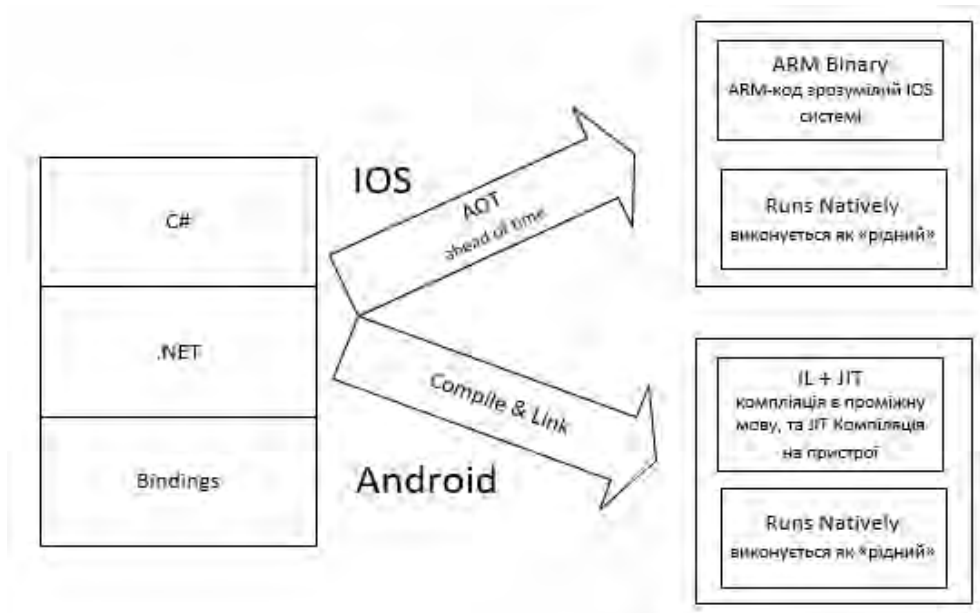 C#
.NET
Bindings
IOS
AOT
ahead of time
Compile & Link
Android
ARM Binary
ARM-код зрозумілий IOS
системі
Runs Natively
виконується як «рідний»
IL + JIT
компліація в проміжну
мову, та JIT Компіляція
на пристрої
Runs Natively
виконується як «рідний»